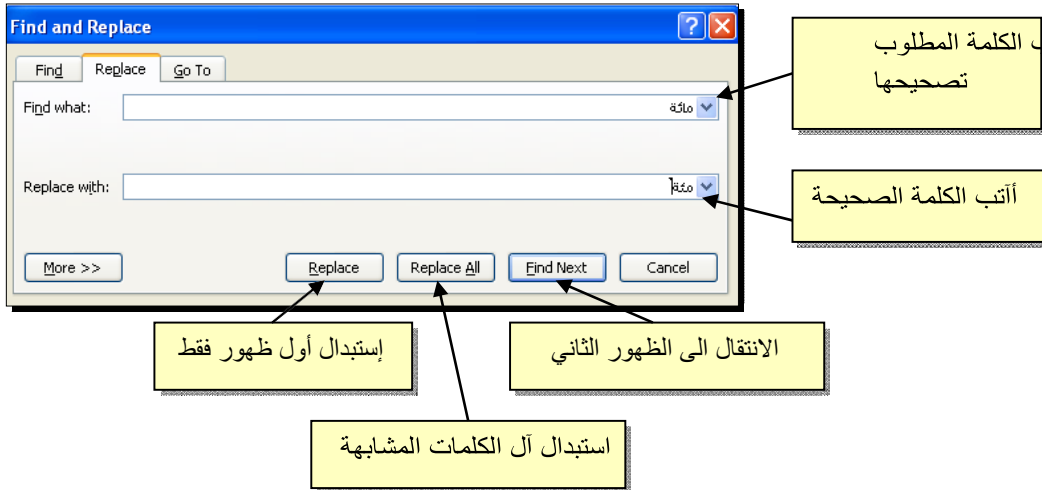 Find and Replace
Find Replace Go To
Find what: مائة
Replace with: مئة
More >> Replace Replace All Find Next Cancel
ب الكلمة المطلوب
تصحيحها
أآتب الكلمة الصحيحة
إستبدال أول ظهور فقط
الانتقال الى الظهور الثاني
استبدال آل الكلمات المشابهة